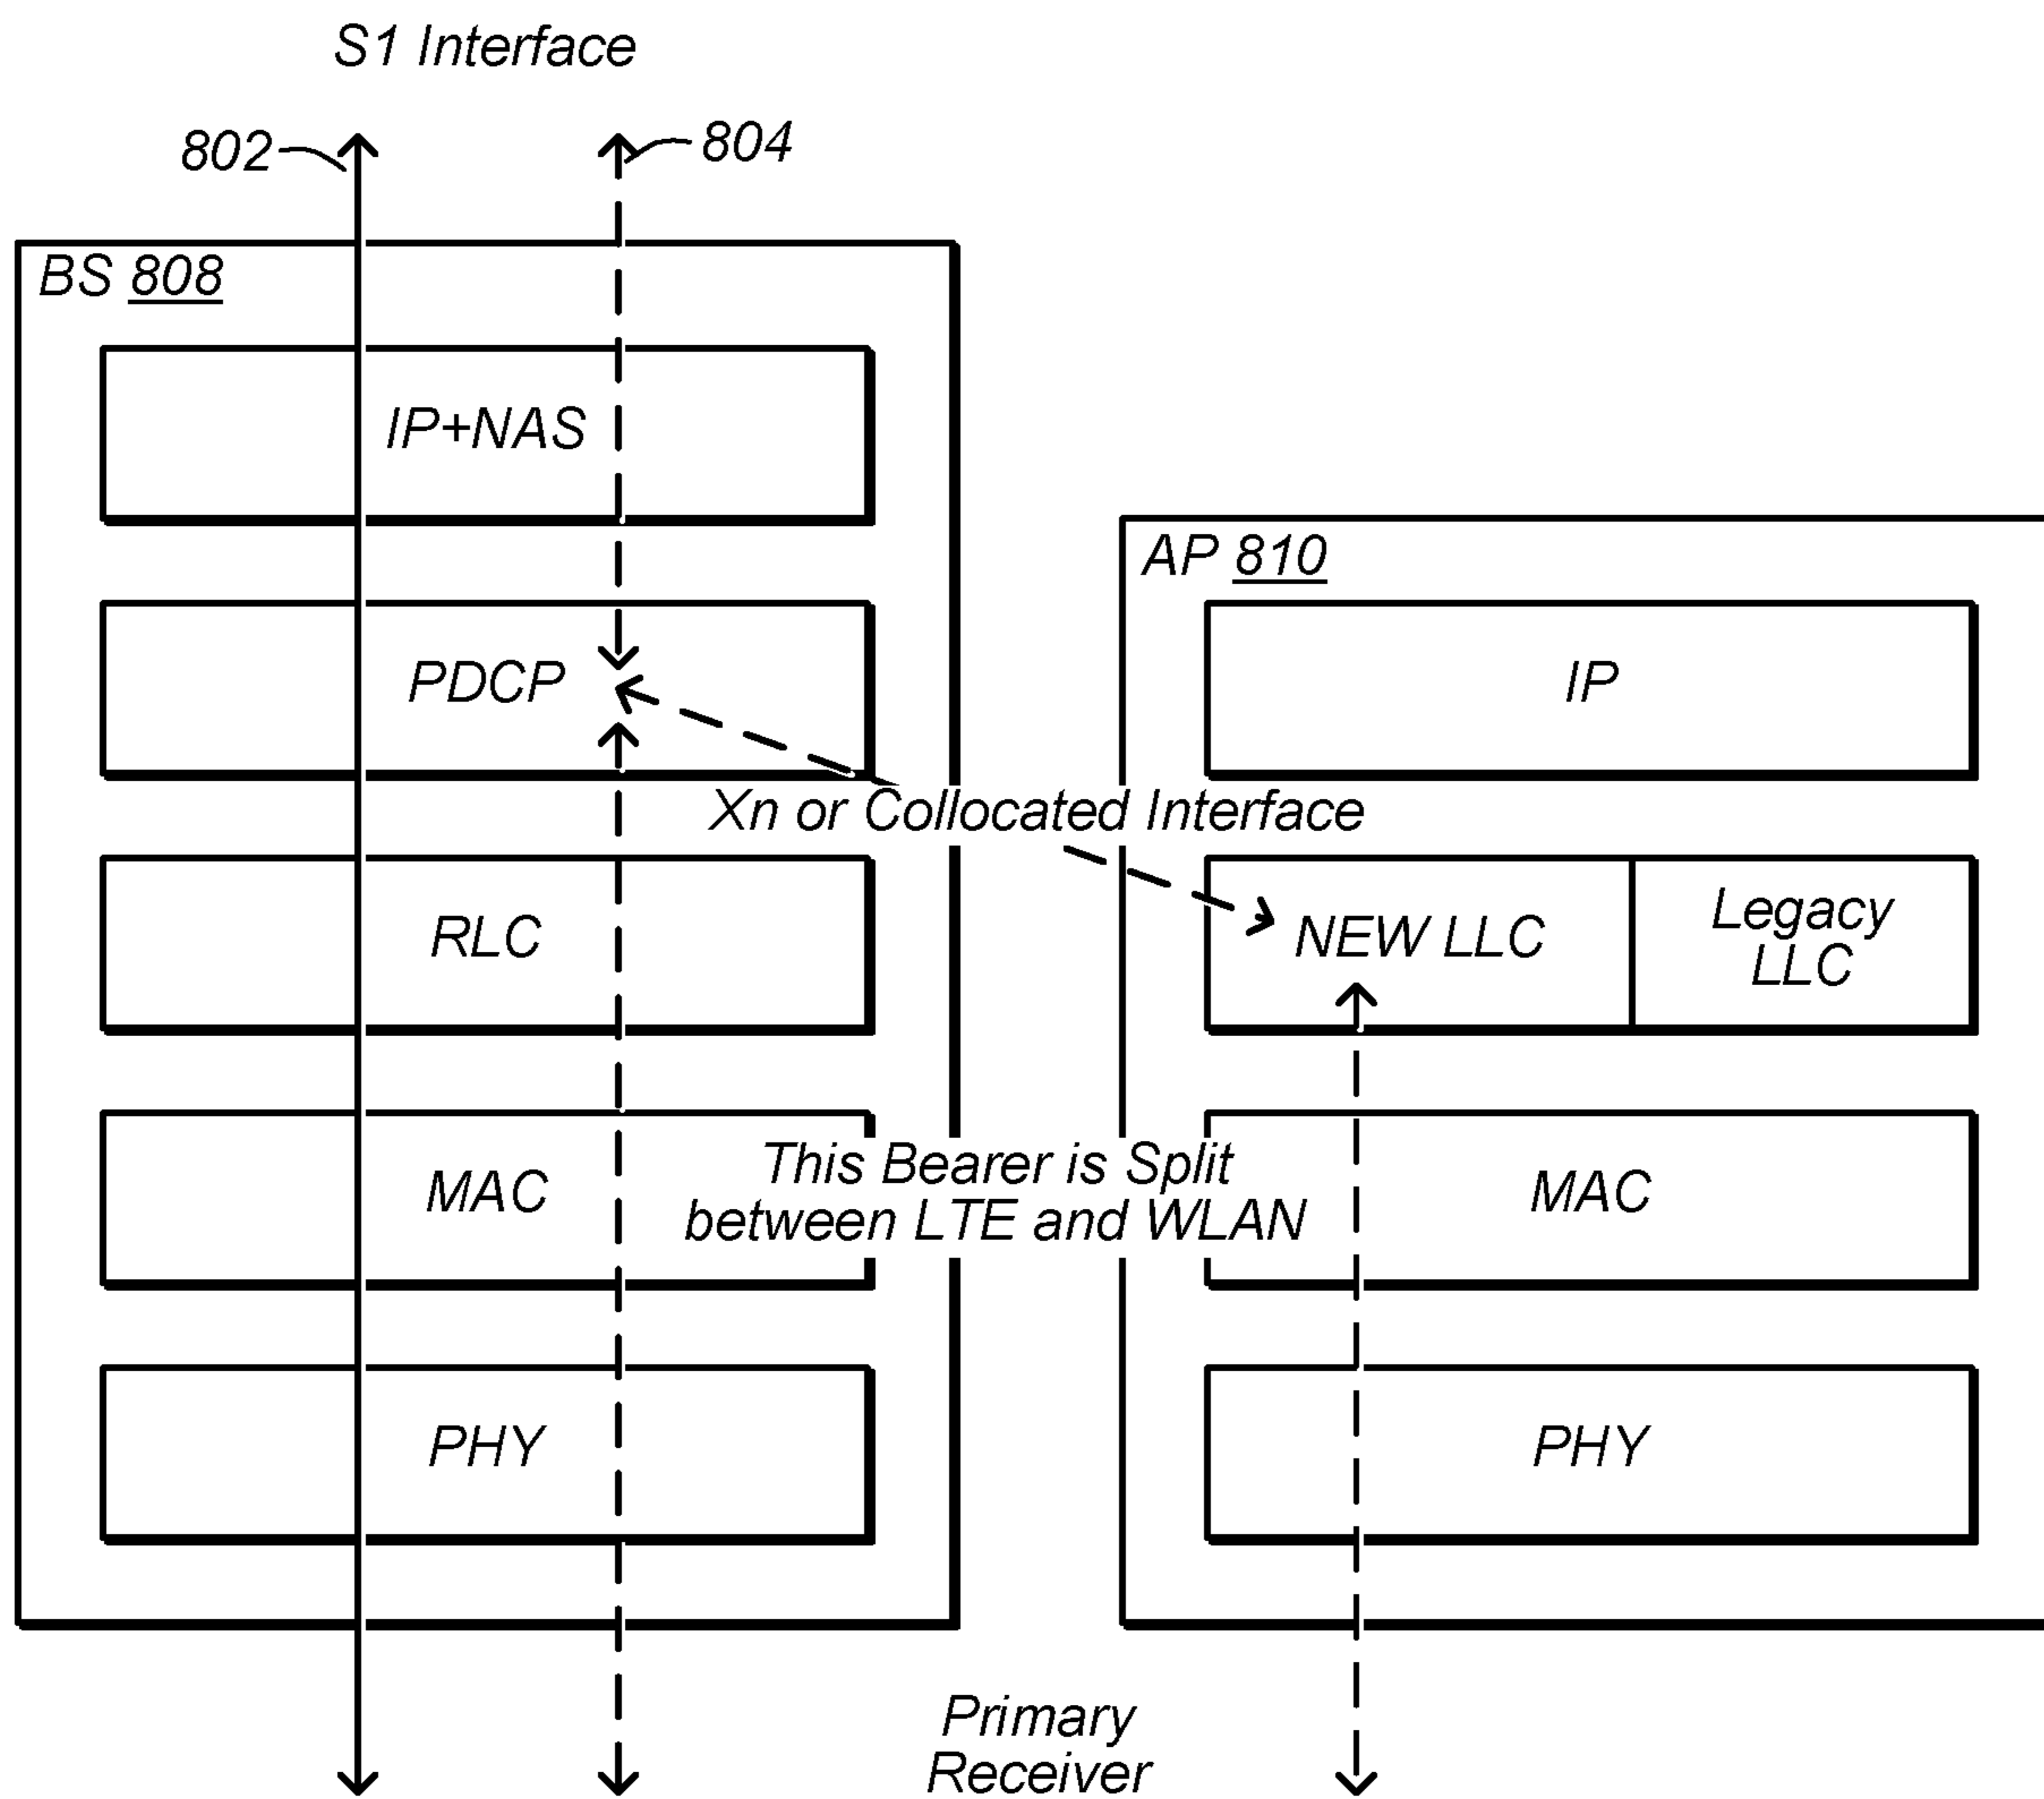 S1 Interface
802
804
BS 808
IP+NAS
AP 810
PDCP
IP
Xn or Collocated Interface
RLC
NEW LLC
Legacy
LLC
This Bearer is Split
between LTE and WLAN
MAC
MAC
PHY
PHY
Primary
Receiver